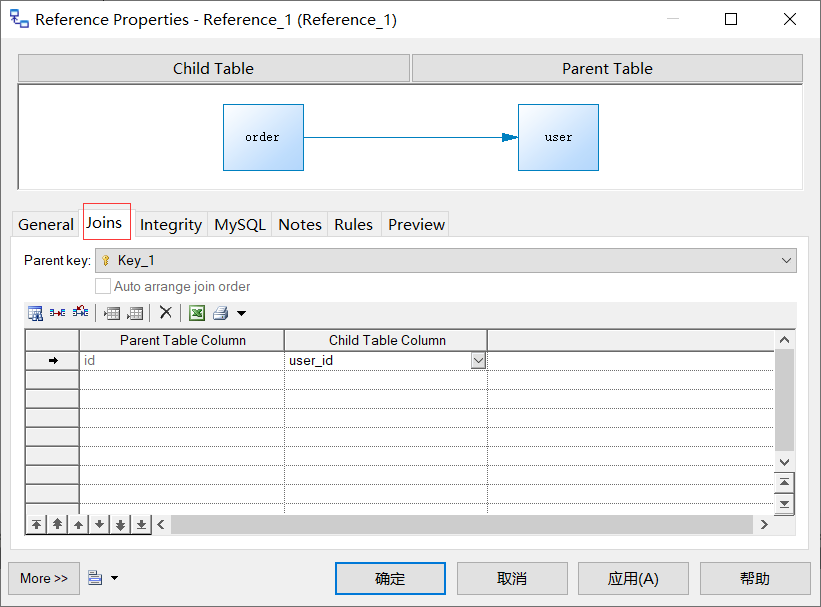 Reference Properties - Reference_1 (Reference_1)
Child Table Parent Table
order user
General Joins Integrity MySQL Notes Rules Preview
Parent key: Key_1
Auto arrange join order
Parent Table Column Child Table Column
id user_id
More >> 确定 取消 应用(A) 帮助